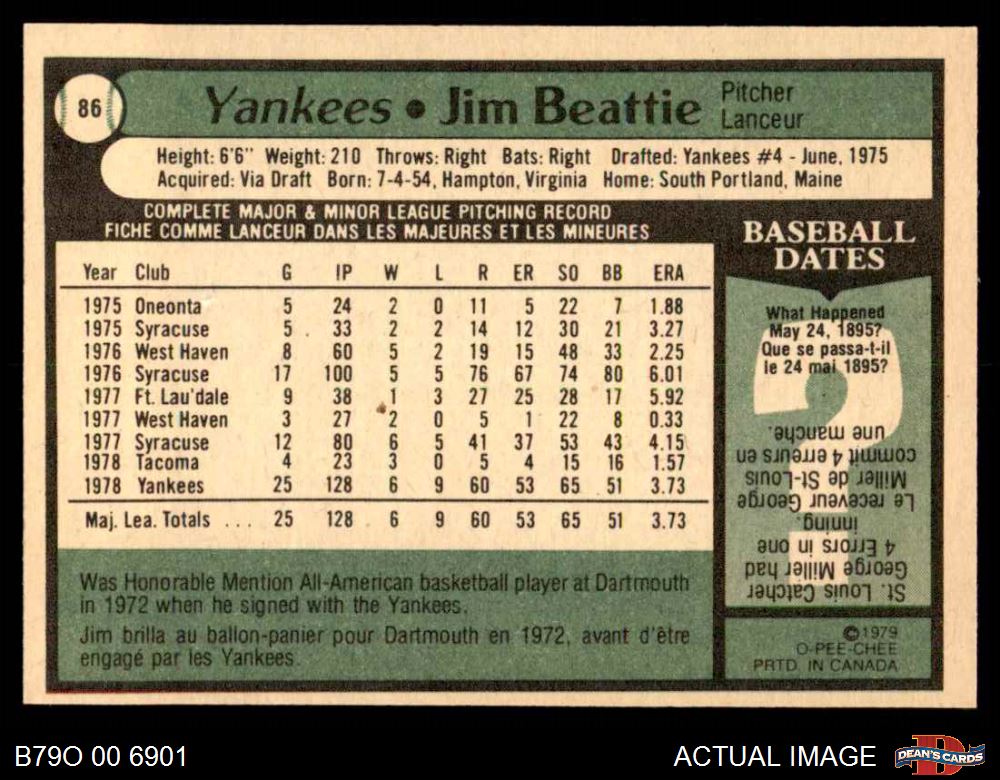 86
Yankees • Jim Beattie
Pitcher
Lanceur
Height: 6'6" Weight: 210 Throws: Right Bats: Right Drafted: Yankees #4 - June, 1975
Acquired: Via Draft Born: 7-4-54, Hampton, Virginia Home: South Portland, Maine
COMPLETE MAJOR & MINOR LEAGUE PITCHING RECORD
FICHE COMME LANCEUR DANS LES MAJEURES ET LES MINEURES
Year Club G IP W L R ER SO BB ERA
1975 Oneonta 5 24 2 0 11 5 22 7 1.88
1975 Syracuse 5 33 2 2 14 12 30 21 3.27
1976 West Haven 8 60 5 2 19 15 48 33 2.25
1976 Syracuse 17 100 5 5 76 67 74 80 6.01
1977 Ft. Lau'dale 9 38 1 3 27 25 28 17 5.92
1977 West Haven 3 27 2 0 5 1 22 8 0.33
1977 Syracuse 12 80 6 5 41 37 53 43 4.15
1978 Tacoma 4 23 3 0 5 4 15 16 1.57
1978 Yankees 25 128 6 9 60 53 65 51 3.73
Maj. Lea. Totals ... 25 128 6 9 60 53 65 51 3.73
Was Honorable Mention All-American basketball player at Dartmouth
in 1972 when he signed with the Yankees.
Jim brilla au ballon-panier pour Dartmouth en 1972, avant d'être
engagé par les Yankees.
BASEBALL
DATES
What Happened
May 24, 1895?
Que se passa-t-il
le 24 mai 1895?
St. Louis Catcher
George Miller had
4 Errors in one
inning.
Le receveur George
Miller de St-Louis
commit 4 erreurs en
une manche.
©1979
O-PEE-CHEE
PRTD. IN CANADA
B79O 00 6901
ACTUAL IMAGE
DEAN'S CARDS